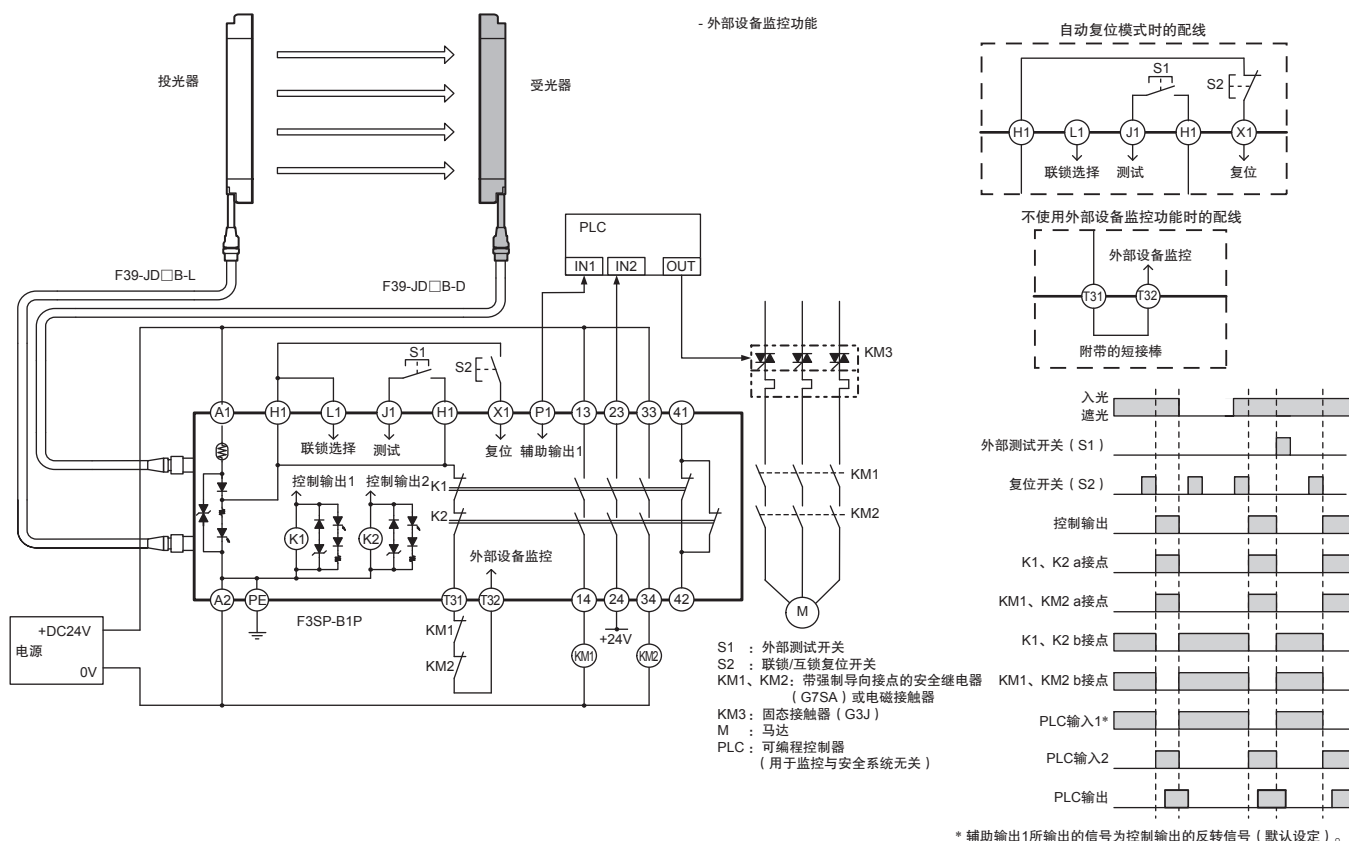 - 外部设备监控功能
投光器
受光器
F39-JD□B-L
F39-JD□B-D
PLC
IN1
IN2
OUT
S1
S2
KM3
A1
H1
L1
J1
H1
X1
P1
13
23
33
41
联锁选择
测试
复位
辅助输出1
控制输出1
控制输出2
K1
K2
K1
K2
外部设备监控
KM1
KM2
A2
PE
T31
T32
14
24
34
42
F3SP-B1P
+24V
KM1
KM2
KM1
KM2
M
+DC24V
电源
0V
S1 ：外部测试开关
S2 ：联锁/互锁复位开关
KM1、KM2：带强制导向接点的安全继电器
（G7SA）或电磁接触器
KM3：固态接触器（G3J）
M ：马达
PLC ：可编程控制器
（用于监控与安全系统无关）
自动复位模式时的配线
S1
S2
H1
L1
J1
H1
X1
联锁选择
测试
复位
不使用外部设备监控功能时的配线
外部设备监控
T31
T32
附带的短接棒
入光
遮光
外部测试开关（S1）
复位开关（S2）
控制输出
K1、K2 a接点
KM1、KM2 a接点
K1、K2 b接点
KM1、KM2 b接点
PLC输入1*
PLC输入2
PLC输出
* 辅助输出1所输出的信号为控制输出的反转信号（默认设定）。